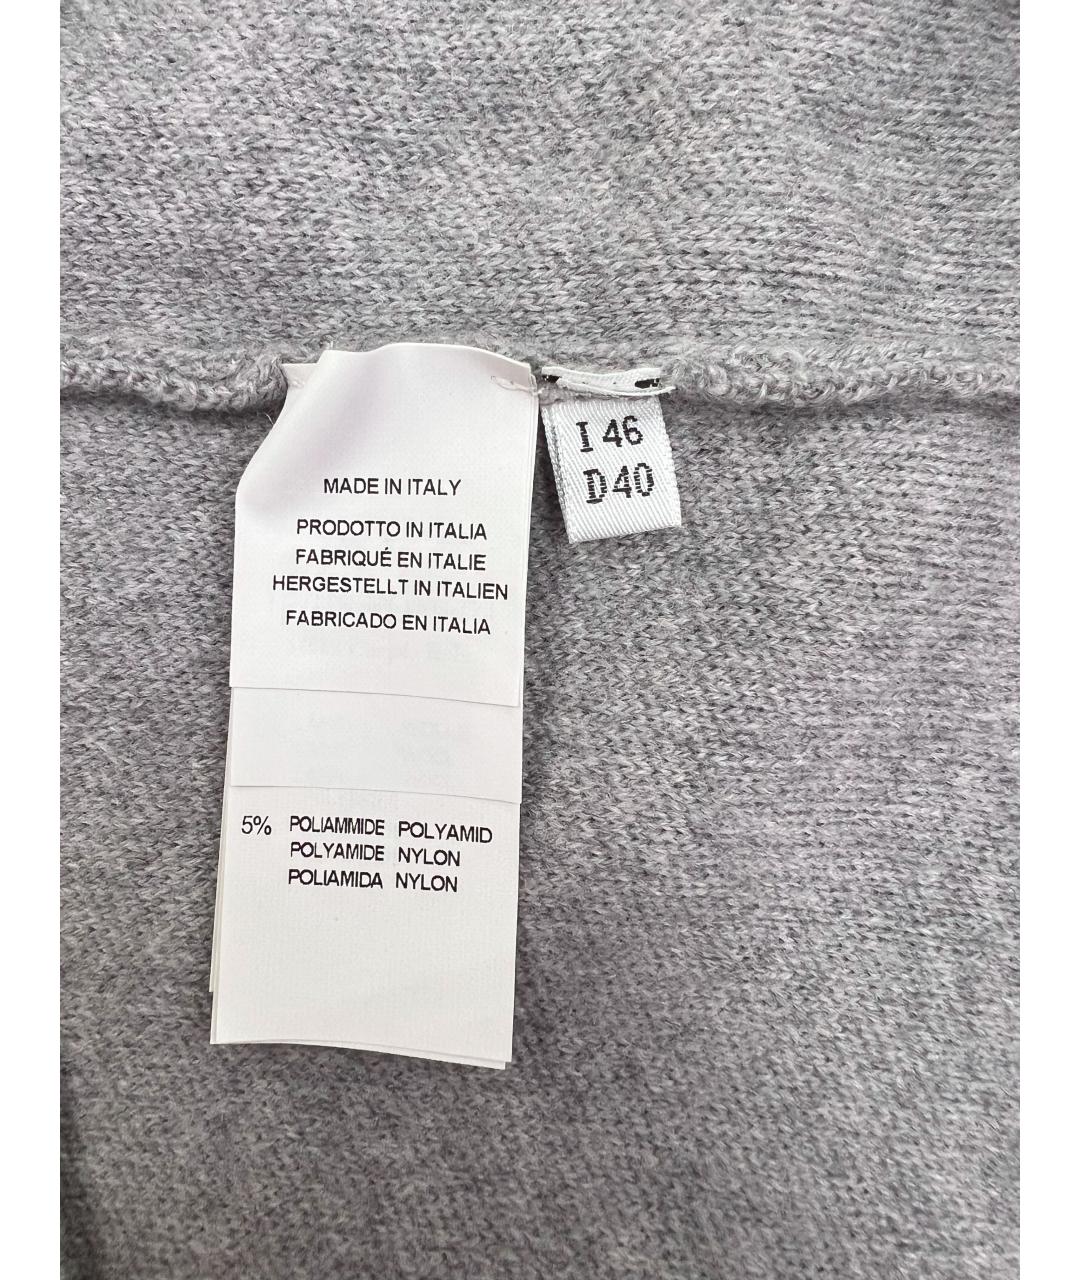 MADE IN ITALY
PRODOTTO IN ITALIA
FABRIQUÉ EN ITALIE
HERGESTELLT IN ITALIEN
FABRICADO EN ITALIA
I 46
D 40
5% POLIAMMIDE POLYAMID
POLYAMIDE NYLON
POLIAMIDA NYLON